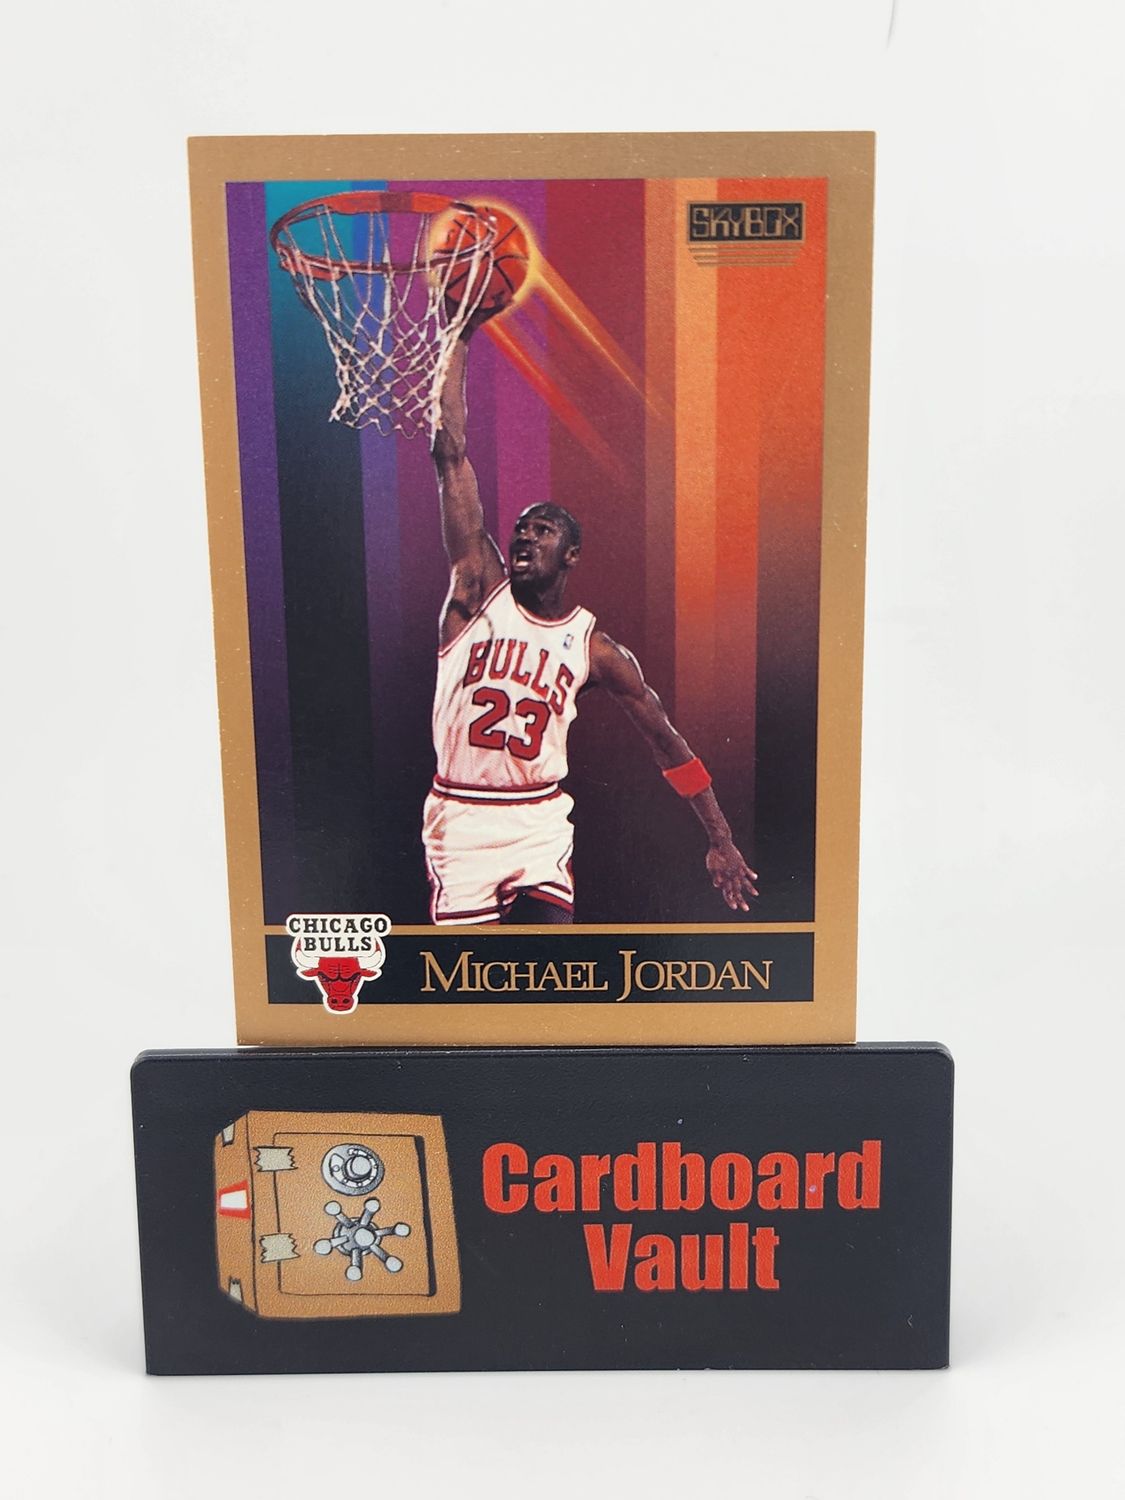 SKYBOX
BULLS
23
CHICAGO
BULLS
MICHAEL JORDAN
Cardboard
Vault